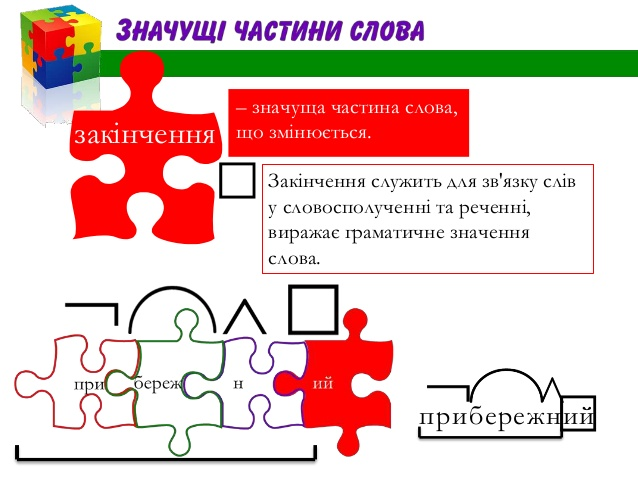 Значущі частини слова
закінчення
– значуща частина слова,
що змінюється.
Закінчення служить для зв'язку слів
у словосполученні та реченні,
виражає граматичне значення
слова.
при береж н ий
прибережний